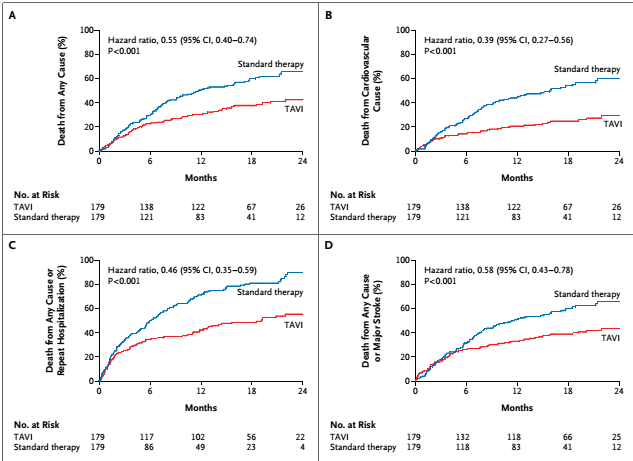 A
Death from Any Cause (%)
100
80
60
40
20
0
Hazard ratio, 0.55 (95% CI, 0.40–0.74)
P<0.001
Standard therapy
TAVI
0 6 12 18 24
Months
No. at Risk
TAVI 179 138 122 67 26
Standard therapy 179 121 83 41 12
B
Death from Cardiovascular
Cause (%)
100
80
60
40
20
0
Hazard ratio, 0.39 (95% CI, 0.27–0.56)
P<0.001
Standard therapy
TAVI
0 6 12 18 24
Months
No. at Risk
TAVI 179 138 122 67 26
Standard therapy 179 121 83 41 12
C
Death from Any Cause or
Repeat Hospitalization (%)
100
80
60
40
20
0
Hazard ratio, 0.46 (95% CI, 0.35–0.59)
P<0.001
Standard therapy
TAVI
0 6 12 18 24
Months
No. at Risk
TAVI 179 117 102 56 22
Standard therapy 179 86 49 23 4
D
Death from Any Cause
or Major Stroke (%)
100
80
60
40
20
0
Hazard ratio, 0.58 (95% CI, 0.43–0.78)
P<0.001
Standard therapy
TAVI
0 6 12 18 24
Months
No. at Risk
TAVI 179 132 118 66 25
Standard therapy 179 118 83 41 12